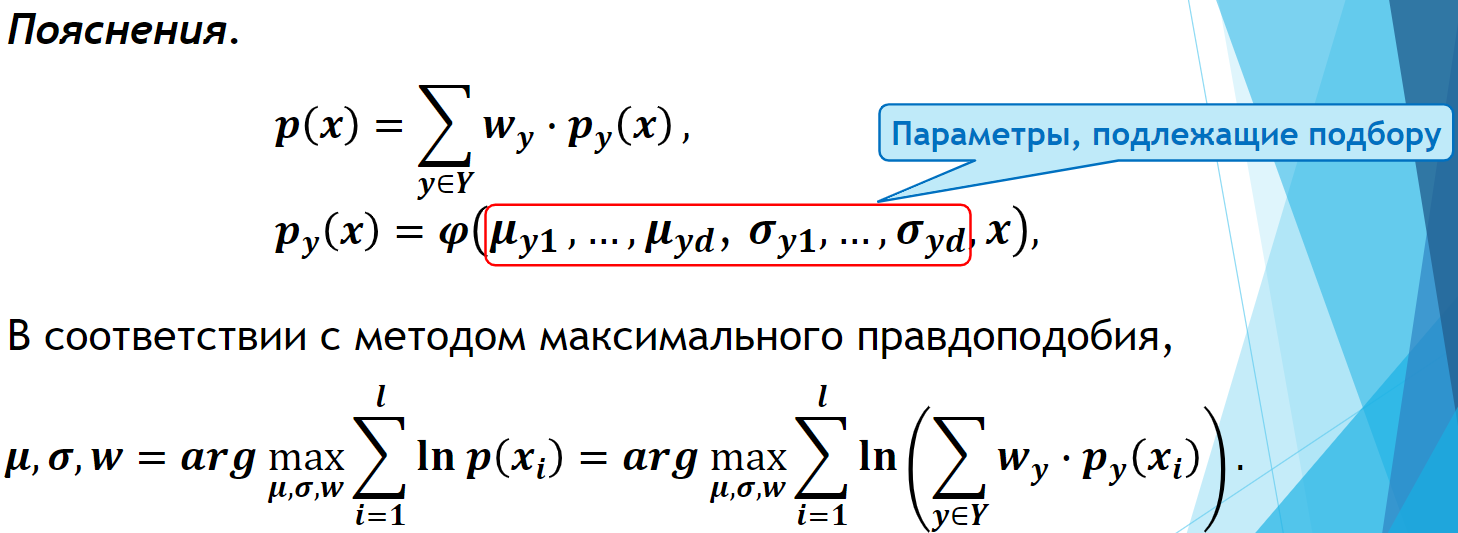 Пояснения.
p(x) = ∑_{y∈Y} w_y · p_y(x) ,
Параметры, подлежащие подбору
p_y(x) = φ(μ_{y1} , … , μ_{yd}, σ_{y1}, … , σ_{yd}, x),
В соответствии с методом максимального правдоподобия,
μ, σ, w = arg max_{μ,σ,w} ∑_{i=1}^{l} ln p(x_i) = arg max_{μ,σ,w} ∑_{i=1}^{l} ln(∑_{y∈Y} w_y · p_y(x_i)) .